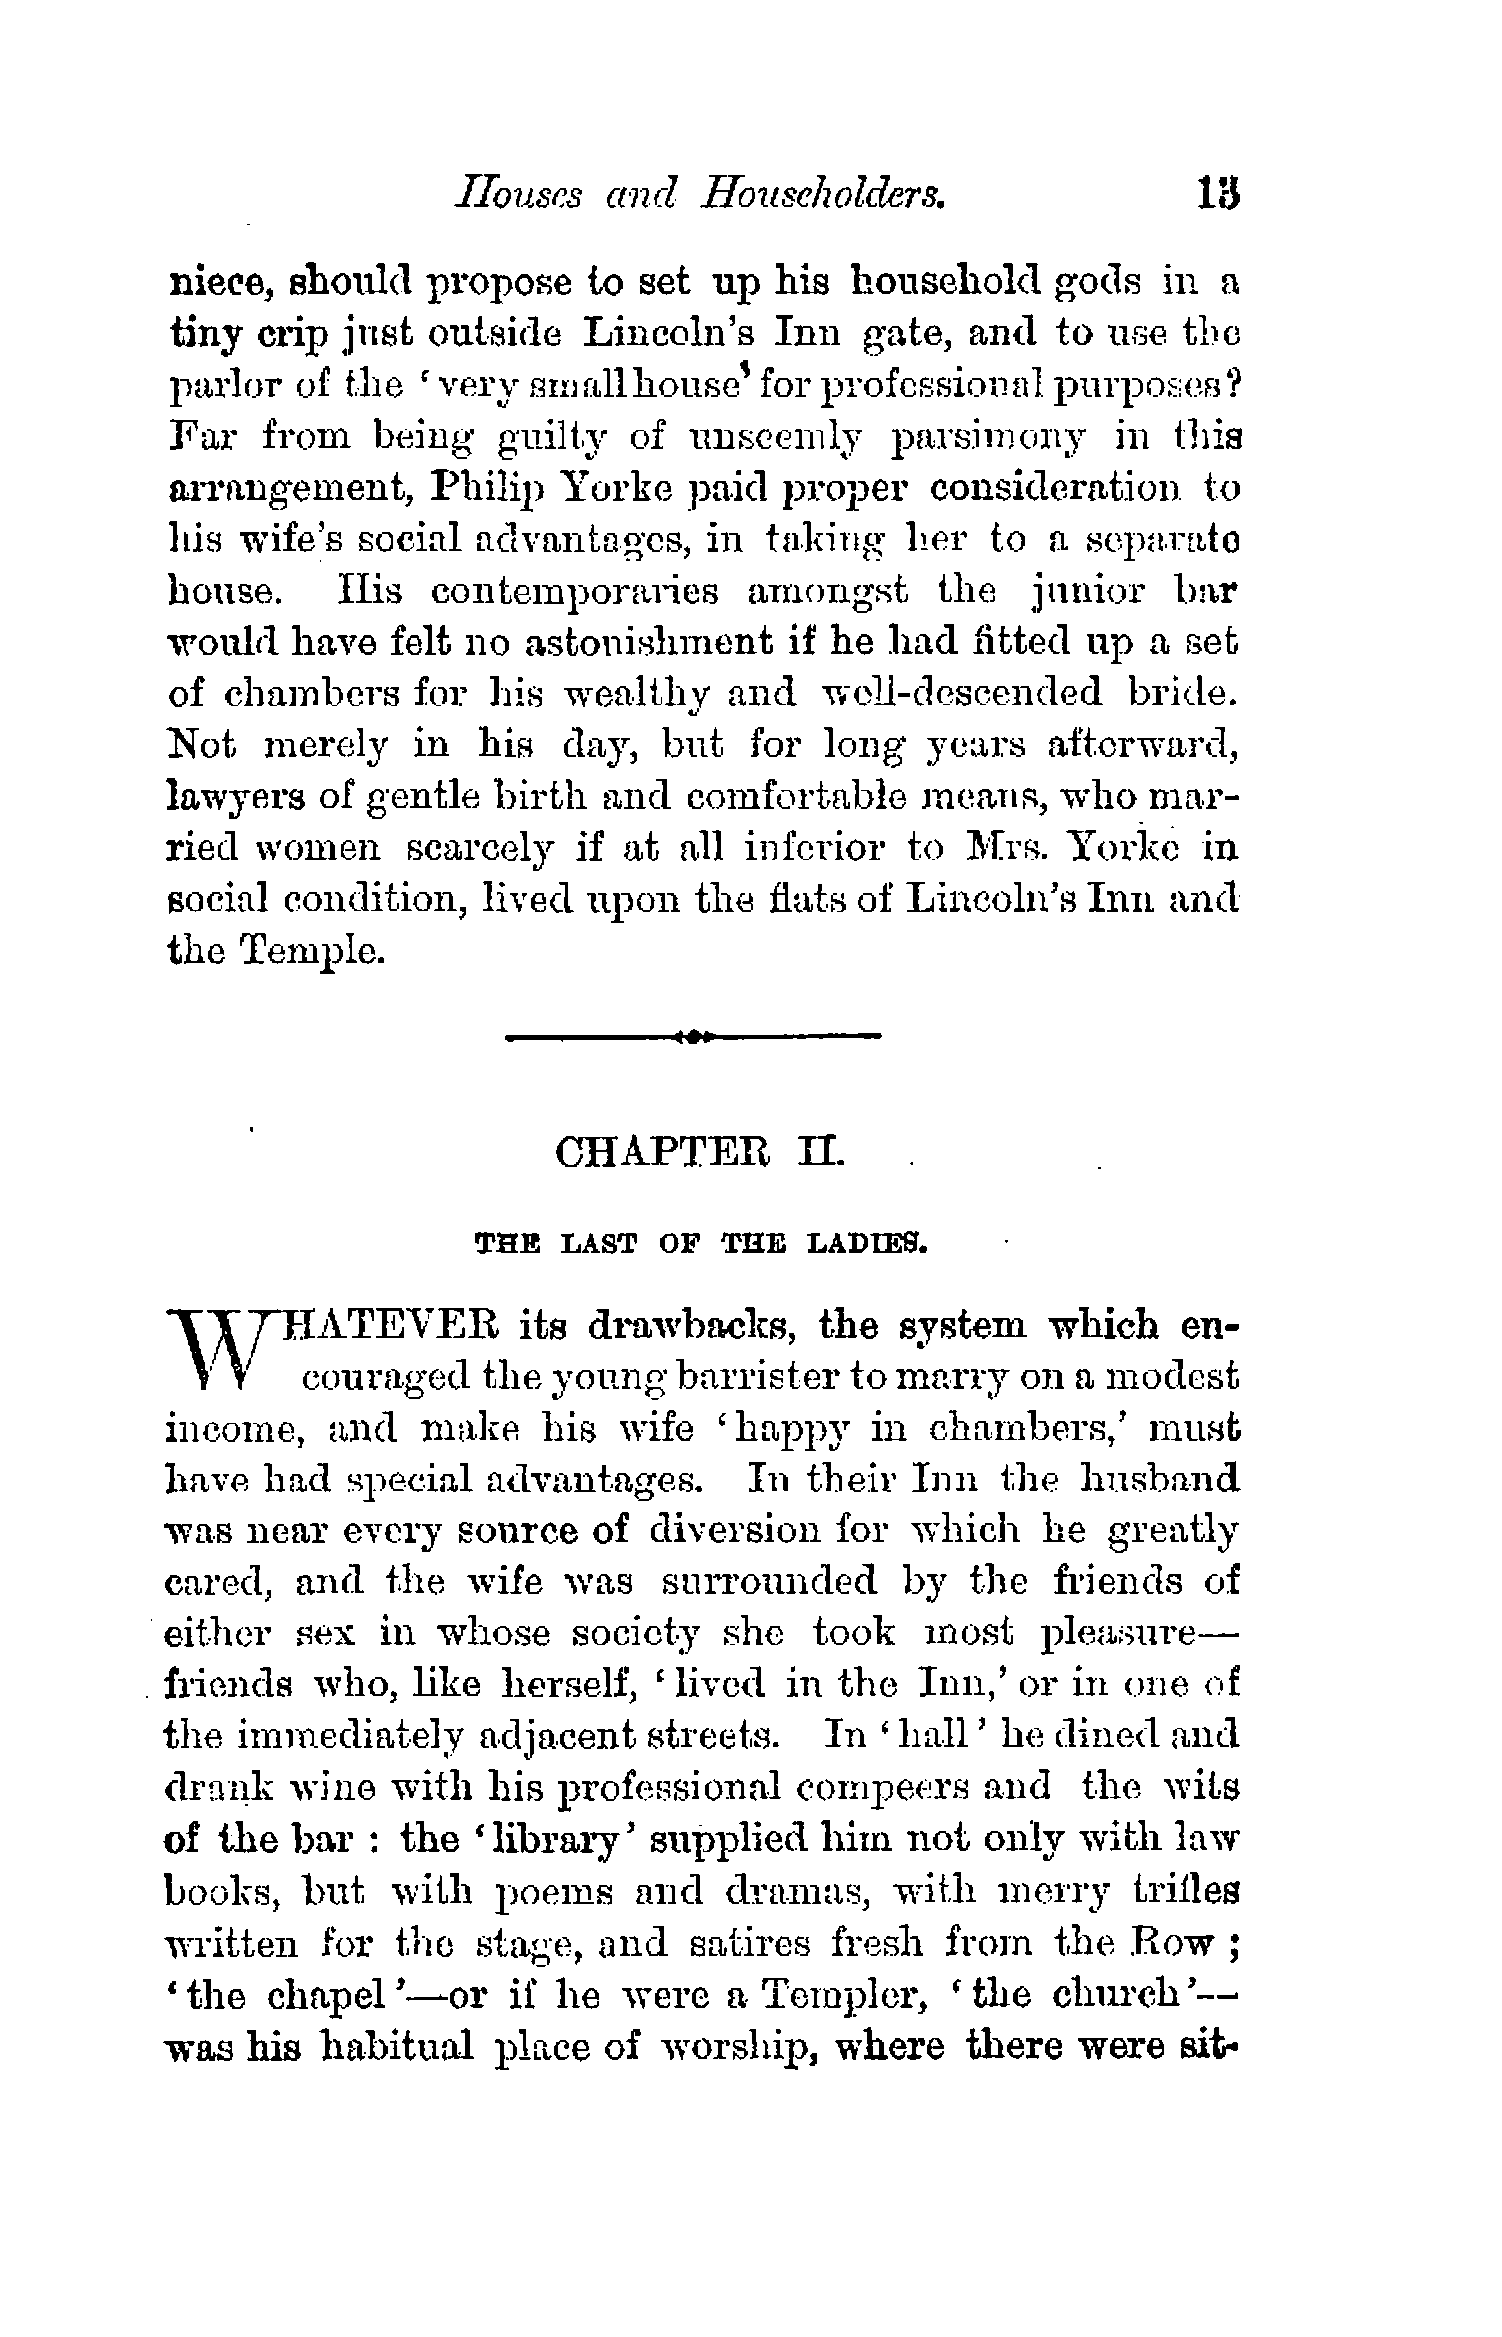 Houses and Householders. 13
niece, should propose to set up his household gods in a
tiny crip just outside Lincoln's Inn gate, and to use the
parlor of the 'very small house' for professional purposes?
Far from being guilty of unseemly parsimony in this
arrangement, Philip Yorke paid proper consideration to
his wife's social advantages, in taking her to a separate
house. His contemporaries amongst the junior bar
would have felt no astonishment if he had fitted up a set
of chambers for his wealthy and well-descended bride.
Not merely in his day, but for long years afterward,
lawyers of gentle birth and comfortable means, who mar-
ried women scarcely if at all inferior to Mrs. Yorke in
social condition, lived upon the flats of Lincoln's Inn and
the Temple.
CHAPTER II.
THE LAST OF THE LADIES.
WHATEVER its drawbacks, the system which en-
couraged the young barrister to marry on a modest
income, and make his wife 'happy in chambers,' must
have had special advantages. In their Inn the husband
was near every source of diversion for which he greatly
cared, and the wife was surrounded by the friends of
either sex in whose society she took most pleasure—
friends who, like herself, 'lived in the Inn,' or in one of
the immediately adjacent streets. In 'hall' he dined and
drank wine with his professional compeers and the wits
of the bar : the 'library' supplied him not only with law
books, but with poems and dramas, with merry trifles
written for the stage, and satires fresh from the Row ;
'the chapel'—or if he were a Templer, 'the church'—
was his habitual place of worship, where there were sit-